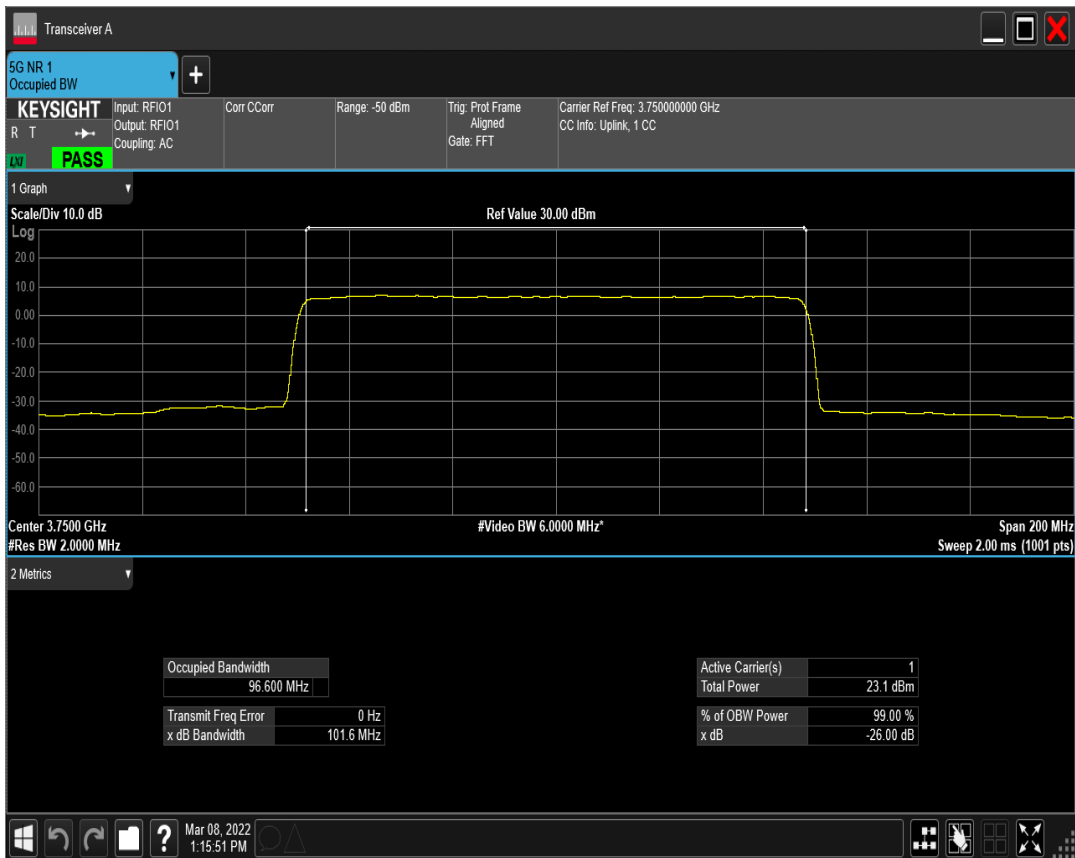 Transceiver A
5G NR 1
Occupied BW
+
KEYSIGHT
R T
LXI
PASS
Input: RFIO1
Output: RFIO1
Coupling: AC
Corr CCorr
Range: -50 dBm
Trig: Prot Frame
Aligned
Gate: FFT
Carrier Ref Freq: 3.750000000 GHz
CC Info: Uplink, 1 CC
1 Graph
Scale/Div 10.0 dB
Ref Value 30.00 dBm
Log
20.0
10.0
0.00
-10.0
-20.0
-30.0
-40.0
-50.0
-60.0
Center 3.7500 GHz
#Video BW 6.0000 MHz*
Span 200 MHz
#Res BW 2.0000 MHz
Sweep 2.00 ms (1001 pts)
2 Metrics
Occupied Bandwidth
96.600 MHz
Transmit Freq Error 0 Hz
x dB Bandwidth 101.6 MHz
Active Carrier(s) 1
Total Power 23.1 dBm
% of OBW Power 99.00 %
x dB -26.00 dB
?
Mar 08, 2022
1:15:51 PM